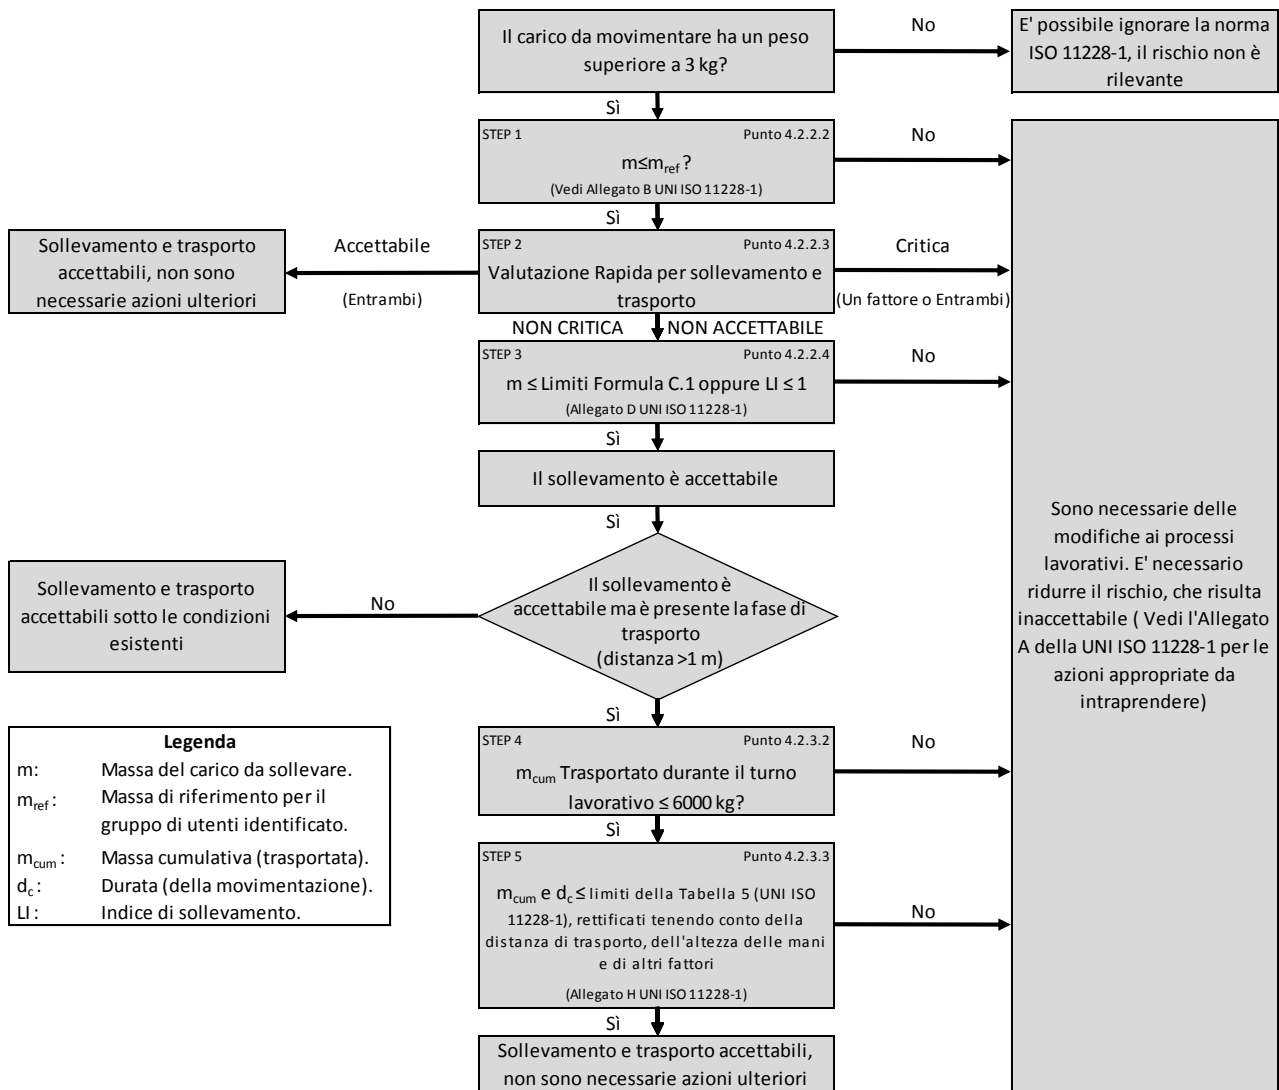 Il carico da movimentare ha un peso
superiore a 3 kg?
No
E' possibile ignorare la norma
ISO 11228-1, il rischio non è
rilevante
Sì
STEP 1
Punto 4.2.2.2
m≤mref ?
(Vedi Allegato B UNI ISO 11228-1)
No
Sì
STEP 2
Punto 4.2.2.3
Valutazione Rapida per sollevamento e
trasporto
Accettabile
(Entrambi)
Sollevamento e trasporto
accettabili, non sono
necessarie azioni ulteriori
Critica
(Un fattore o Entrambi)
NON CRITICA
NON ACCETTABILE
STEP 3
Punto 4.2.2.4
m ≤ Limiti Formula C.1 oppure LI ≤ 1
(Allegato D UNI ISO 11228-1)
No
Sì
Il sollevamento è accettabile
Sì
Il sollevamento è
accettabile ma è presente la fase di
trasporto
(distanza >1 m)
No
Sollevamento e trasporto
accettabili sotto le condizioni
esistenti
Sono necessarie delle
modifiche ai processi
lavorativi. E' necessario
ridurre il rischio, che risulta
inaccettabile ( Vedi l'Allegato
A della UNI ISO 11228-1 per le
azioni appropriate da
intraprendere)
Sì
STEP 4
Punto 4.2.3.2
mcum Trasportato durante il turno
lavorativo ≤ 6000 kg?
No
Sì
STEP 5
Punto 4.2.3.3
mcum e dc ≤ limiti della Tabella 5 (UNI ISO
11228-1), rettificati tenendo conto della
distanza di trasporto, dell'altezza delle mani
e di altri fattori
(Allegato H UNI ISO 11228-1)
No
Sì
Sollevamento e trasporto accettabili,
non sono necessarie azioni ulteriori
Legenda
m: Massa del carico da sollevare.
mref : Massa di riferimento per il
gruppo di utenti identificato.
mcum : Massa cumulativa (trasportata).
dc : Durata (della movimentazione).
LI : Indice di sollevamento.